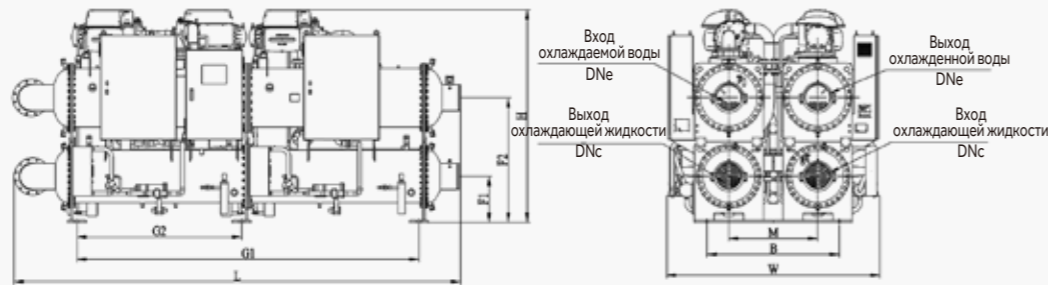 Вход
охлаждаемой воды
DNe
Выход
охлаждающей жидкости
DNc
Выход
охлажденной воды
DNe
Вход
охлаждающей жидкости
DNc
H
F2
F1
G2
G1
L
M
B
W